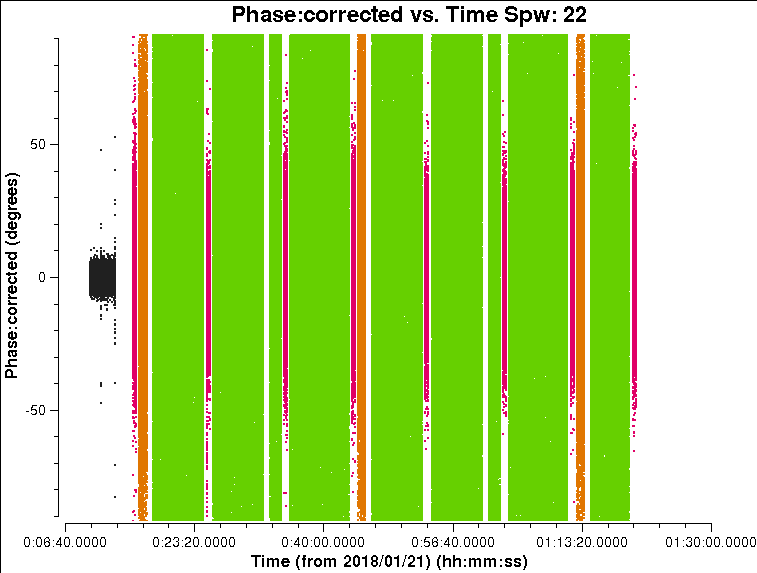 Phase:corrected vs. Time Spw: 22
50
0
-50
Phase:corrected (degrees)
0:06:40.0000 0:23:20.0000 0:40:00.0000 0:56:40.0000 01:13:20.0000 01:30:00.0000
Time (from 2018/01/21) (hh:mm:ss)